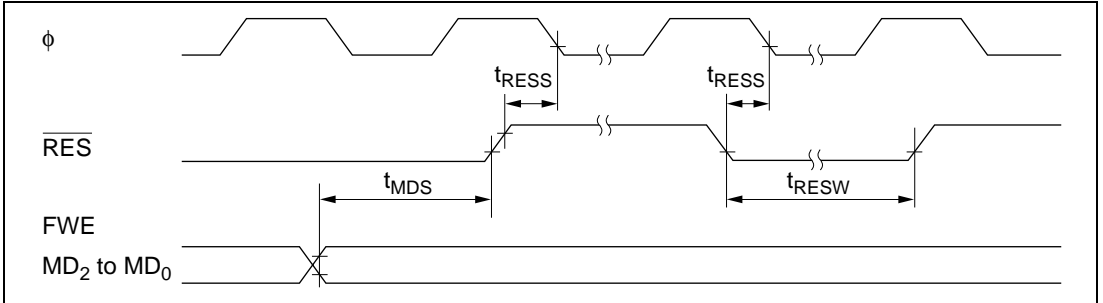 ϕ
tRESS
tRESS
RES
tMDS
tRESW
FWE
MD2 to MD0